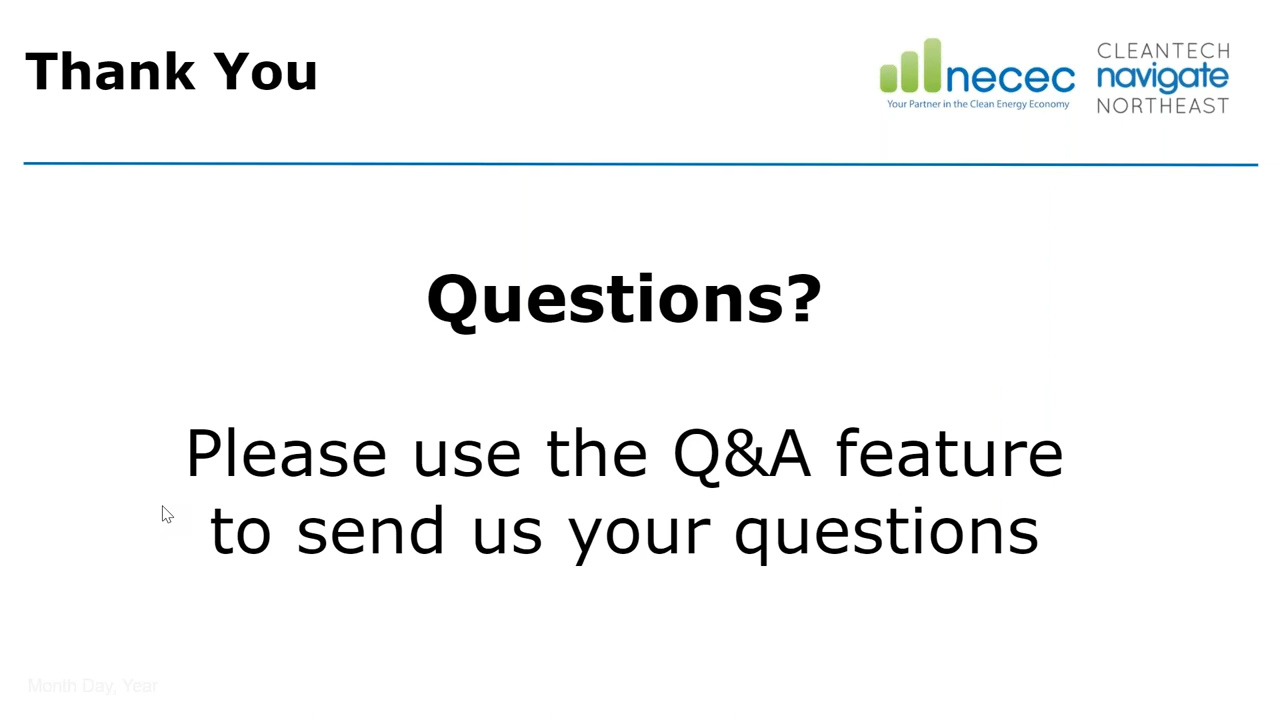 Thank You
necec
Your Partner in the Clean Energy Economy
CLEANTECH
navigate
NORTHEAST
Questions?
Please use the Q&A feature
to send us your questions
Month Day, Year